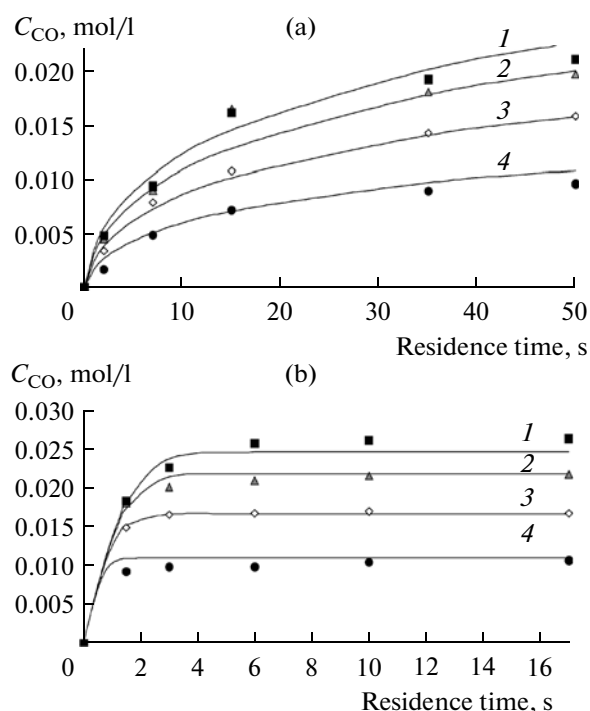 C_CO, mol/l (a)
1
0.020 2
0.015 3
0.010 4
0.005
0 10 20 30 40 50
Residence time, s
C_CO, mol/l (b)
0.030
0.025 1
0.020 2
0.015 3
0.010 4
0.005
0 2 4 6 8 10 12 14 16
Residence time, s